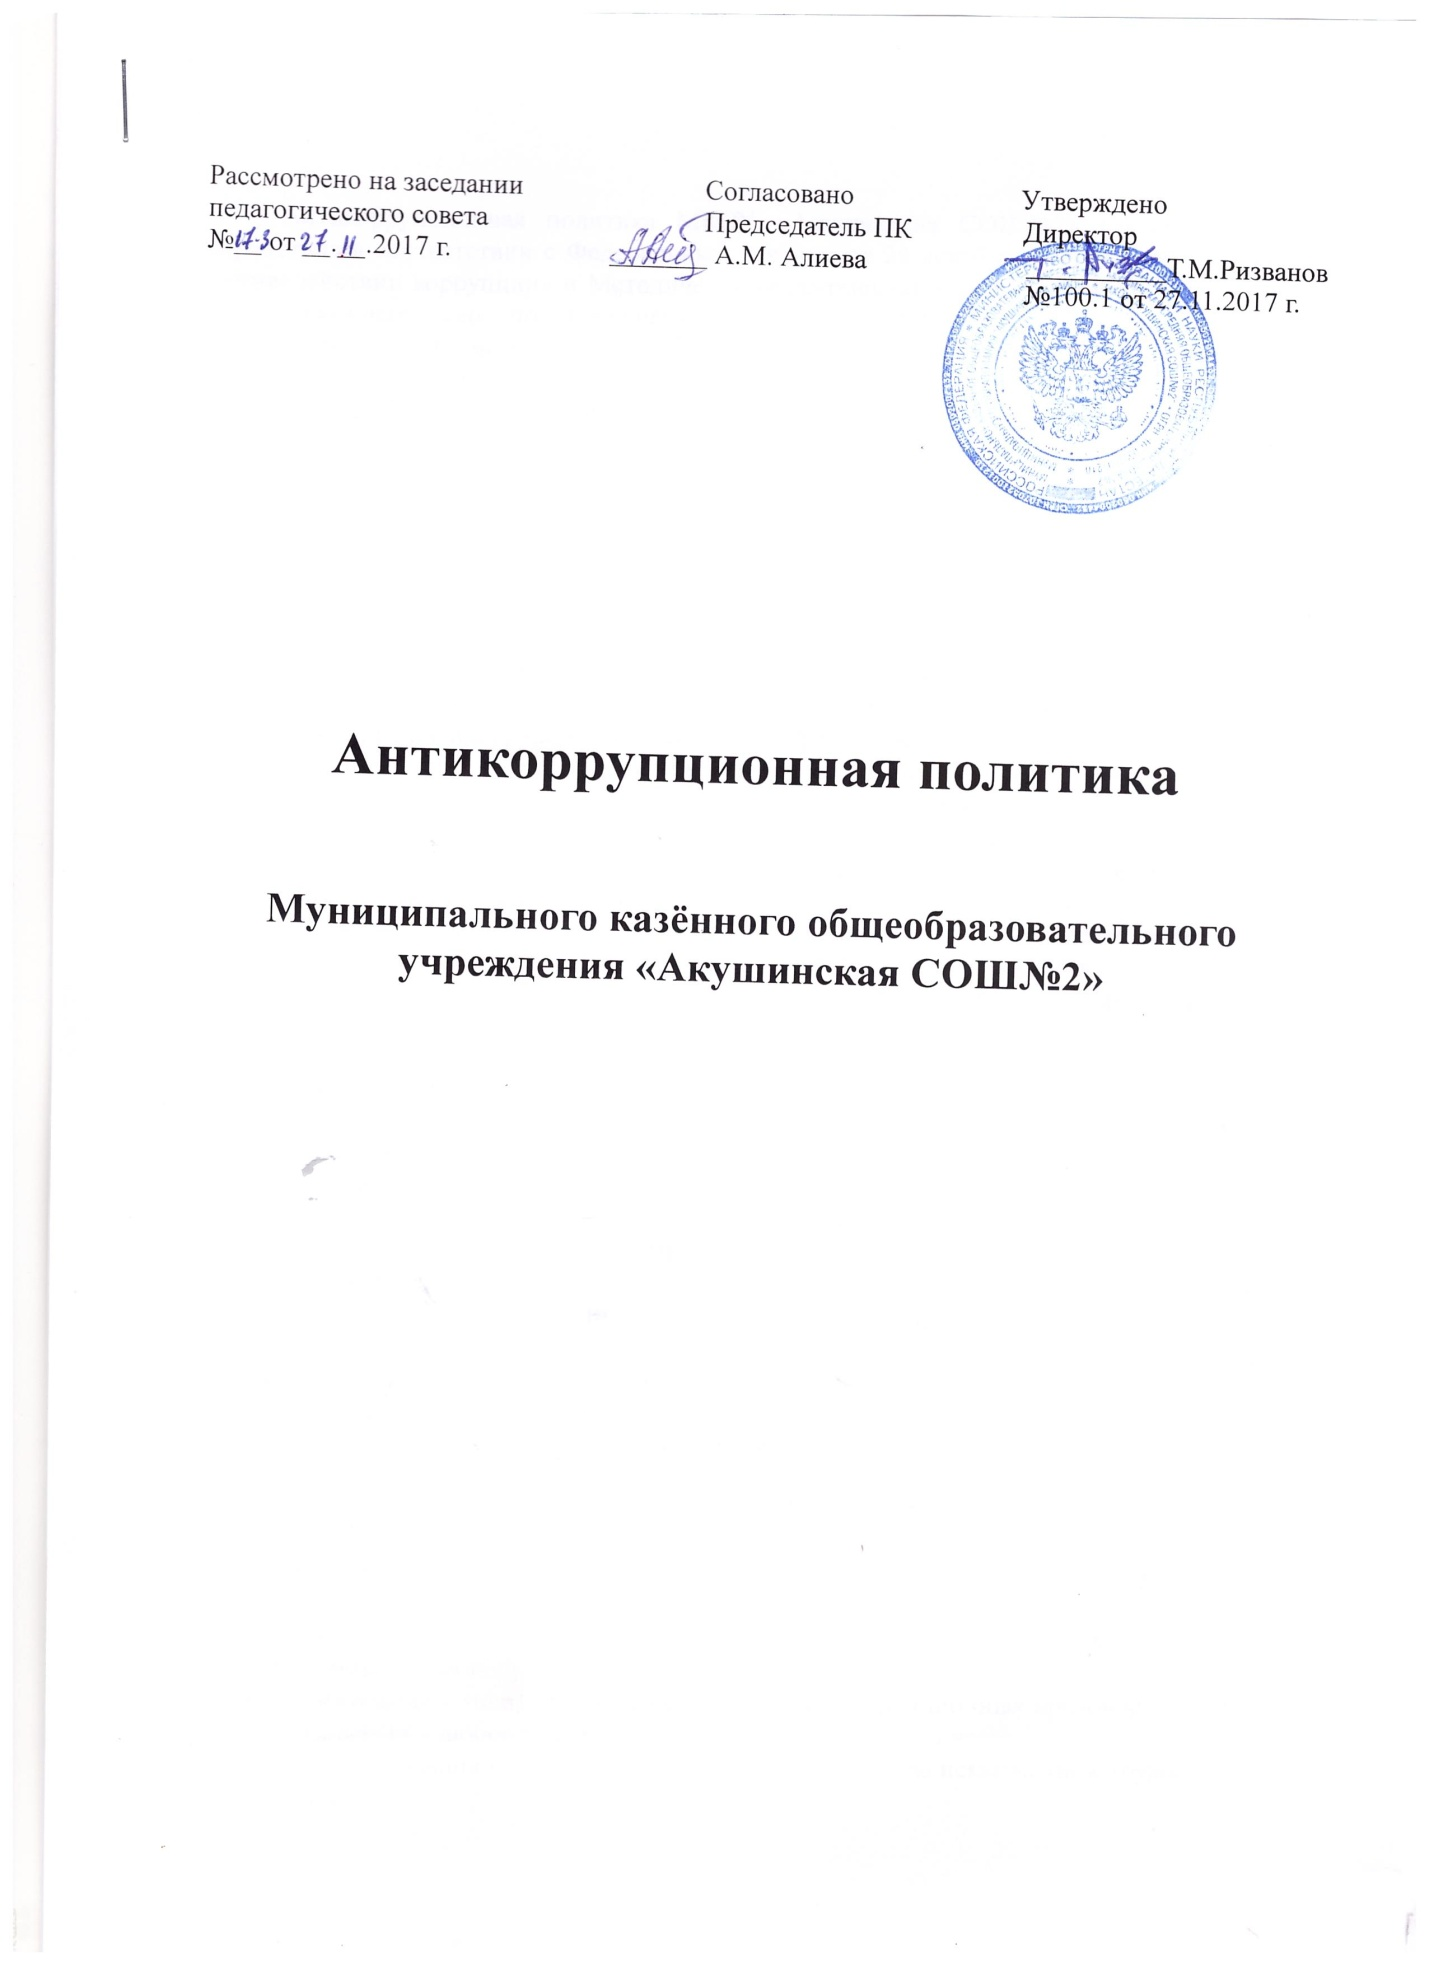 Рассмотрено на заседании
педагогического совета
№17.3 от 27.11.2017 г.
Согласовано
Председатель ПК
А.М. Алиева
Утверждено
Директор
Т.М.Ризванов
№100.1 от 27.11.2017 г.
Антикоррупционная политика
Муниципального казённого общеобразовательного
учреждения «Акушинская СОШ№2»